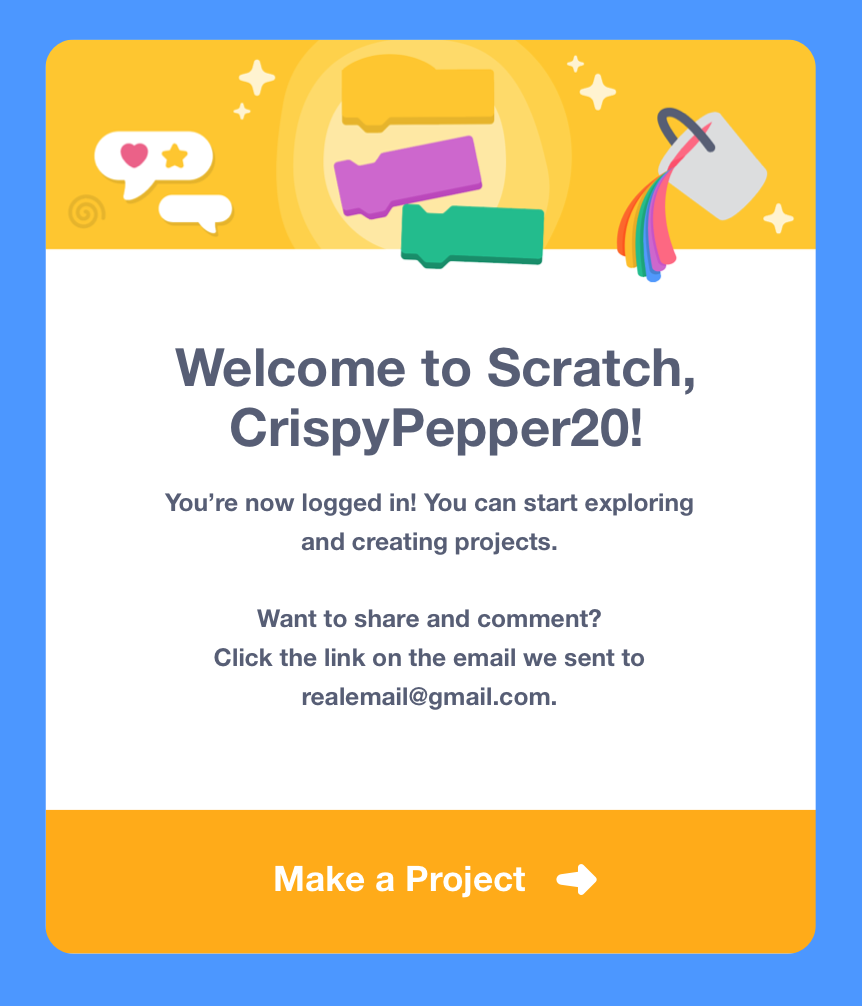 Welcome to Scratch,
CrispyPepper20!
You’re now logged in! You can start exploring
and creating projects.
Want to share and comment?
Click the link on the email we sent to
realemail@gmail.com.
Make a Project